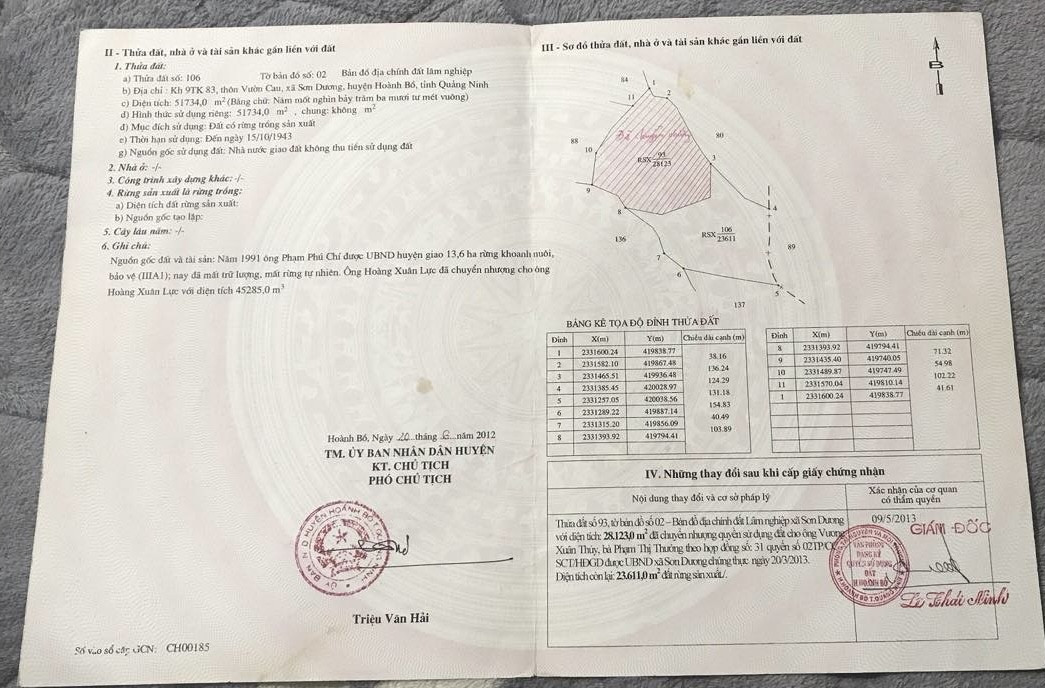 II - Thửa đất, nhà ở và tài sản khác gắn liền với đất
1. Thửa đất:
a) Thửa đất số: 106 Tờ bản đồ số: 02 Bản đồ địa chính đất lâm nghiệp
b) Địa chỉ : Kh 9TK 83, thôn Vườn Cau, xã Sơn Dương, huyện Hoành Bồ, tỉnh Quảng Ninh
c) Diện tích: 51734,0 m² (Bằng chữ: Năm mốt nghìn bảy trăm ba mươi tư mét vuông)
d) Hình thức sử dụng riêng: 51734,0 m² , chung: không m²
đ) Mục đích sử dụng: Đất có rừng trồng sản xuất
e) Thời hạn sử dụng: Đến ngày 15/10/1943
g) Nguồn gốc sử dụng đất: Nhà nước giao đất không thu tiền sử dụng đất
2. Nhà ở: -/-
3. Công trình xây dựng khác: -/-
4. Rừng sản xuất là rừng trồng:
a) Diện tích đất rừng sản xuất:
b) Nguồn gốc tạo lập:
5. Cây lâu năm: -/-
6. Ghi chú:
Nguồn gốc đất và tài sản: Năm 1991 ông Phạm Phú Chí được UBND huyện giao 13,6 ha rừng khoanh nuôi,
bảo vệ (IIIA1); nay đã mất trữ lượng, mất rừng tự nhiên. Ông Hoàng Xuân Lực đã chuyển nhượng cho ông
Hoàng Xuân Lực với diện tích 45285,0 m³
Hoành Bồ, Ngày 20 tháng 6 năm 2012
TM. ỦY BAN NHÂN DÂN HUYỆN
KT. CHỦ TỊCH
PHÓ CHỦ TỊCH
Triệu Văn Hải
Số vào sổ cấp GCN: CH00185
III - Sơ đồ thửa đất, nhà ở và tài sản khác gắn liền với đất
B
84
1
2
11
88
10
80
RSX 93
28123
3
9
8
4
136
RSX 106
23611
89
7
6
5
137
BẢNG KÊ TỌA ĐỘ ĐỈNH THỬA ĐẤT
Đỉnh X(m) Y(m) Chiều dài cạnh (m)
1 2331600.24 419838.77
38.16
2 2331582.10 419867.48
136.24
3 2331465.51 419936.48
124.29
4 2331385.45 420028.97
131.18
5 2331257.05 420038.56
154.83
6 2331289.22 419887.14
40.49
7 2331315.20 419856.09
103.89
8 2331393.92 419794.41
Đỉnh X(m) Y(m) Chiều dài cạnh (m)
8 2331393.92 419794.41
71.32
9 2331435.40 419740.05
54.98
10 2331489.87 419747.49
102.22
11 2331570.04 419810.14
41.61
1 2331600.24 419838.77
IV. Những thay đổi sau khi cấp giấy chứng nhận
Nội dung thay đổi và cơ sở pháp lý
Xác nhận của cơ quan
có thẩm quyền
Thửa đất số 93, tờ bản đồ số 02 – Bản đồ địa chính đất Lâm nghiệp xã Sơn Dương
với diện tích: 28.123,0 m² đã chuyển nhượng quyền sử dụng đất cho ông Vương
Xuân Thủy, bà Phạm Thị Thường theo hợp đồng số: 31 quyển số 02TP/CC-
SCT/HĐGD được UBND xã Sơn Dương chứng thực ngày 20/3/2013.
Diện tích còn lại: 23.611,0 m² đất rừng sản xuất./.
09/5/2013
GIÁM ĐỐC
VĂN PHÒNG
ĐĂNG KÝ
QUYỀN SỬ DỤNG
ĐẤT
H.HOÀNH BỒ
Lê Thái Ninh